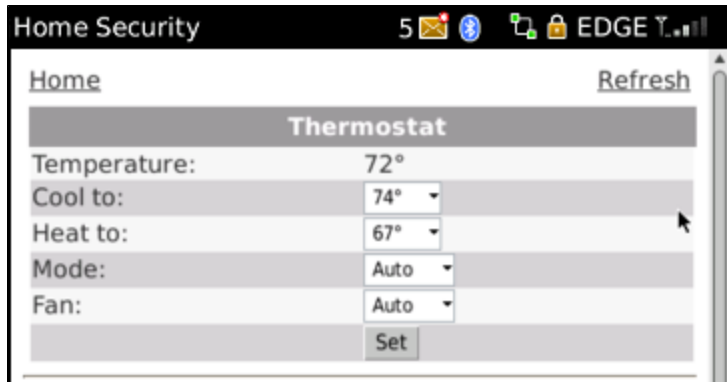 Home Security 5 EDGE
Home Refresh
Thermostat
Temperature: 72°
Cool to: 74°
Heat to: 67°
Mode: Auto
Fan: Auto
Set